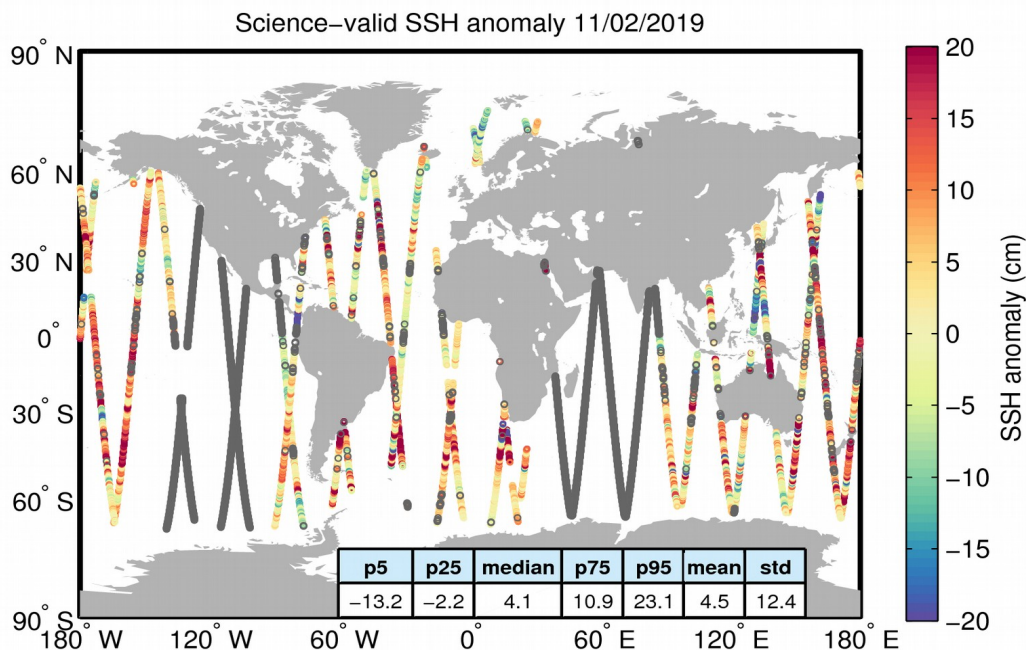 Science−valid SSH anomaly 11/02/2019
90° N
60° N
30° N
0°
30° S
60° S
90° S
180° W
120° W
60° W
0°
60° E
120° E
180° E
p5 p25 median p75 p95 mean std
−13.2 −2.2 4.1 10.9 23.1 4.5 12.4
20
15
10
5
0
−5
−10
−15
−20
SSH anomaly (cm)